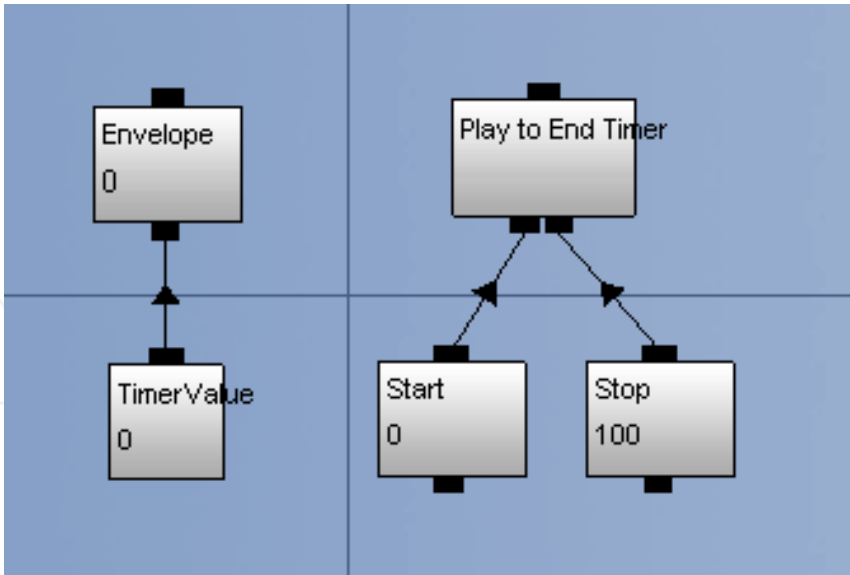 Envelope
0
Play to End Timer
TimerValue
0
Start
0
Stop
100